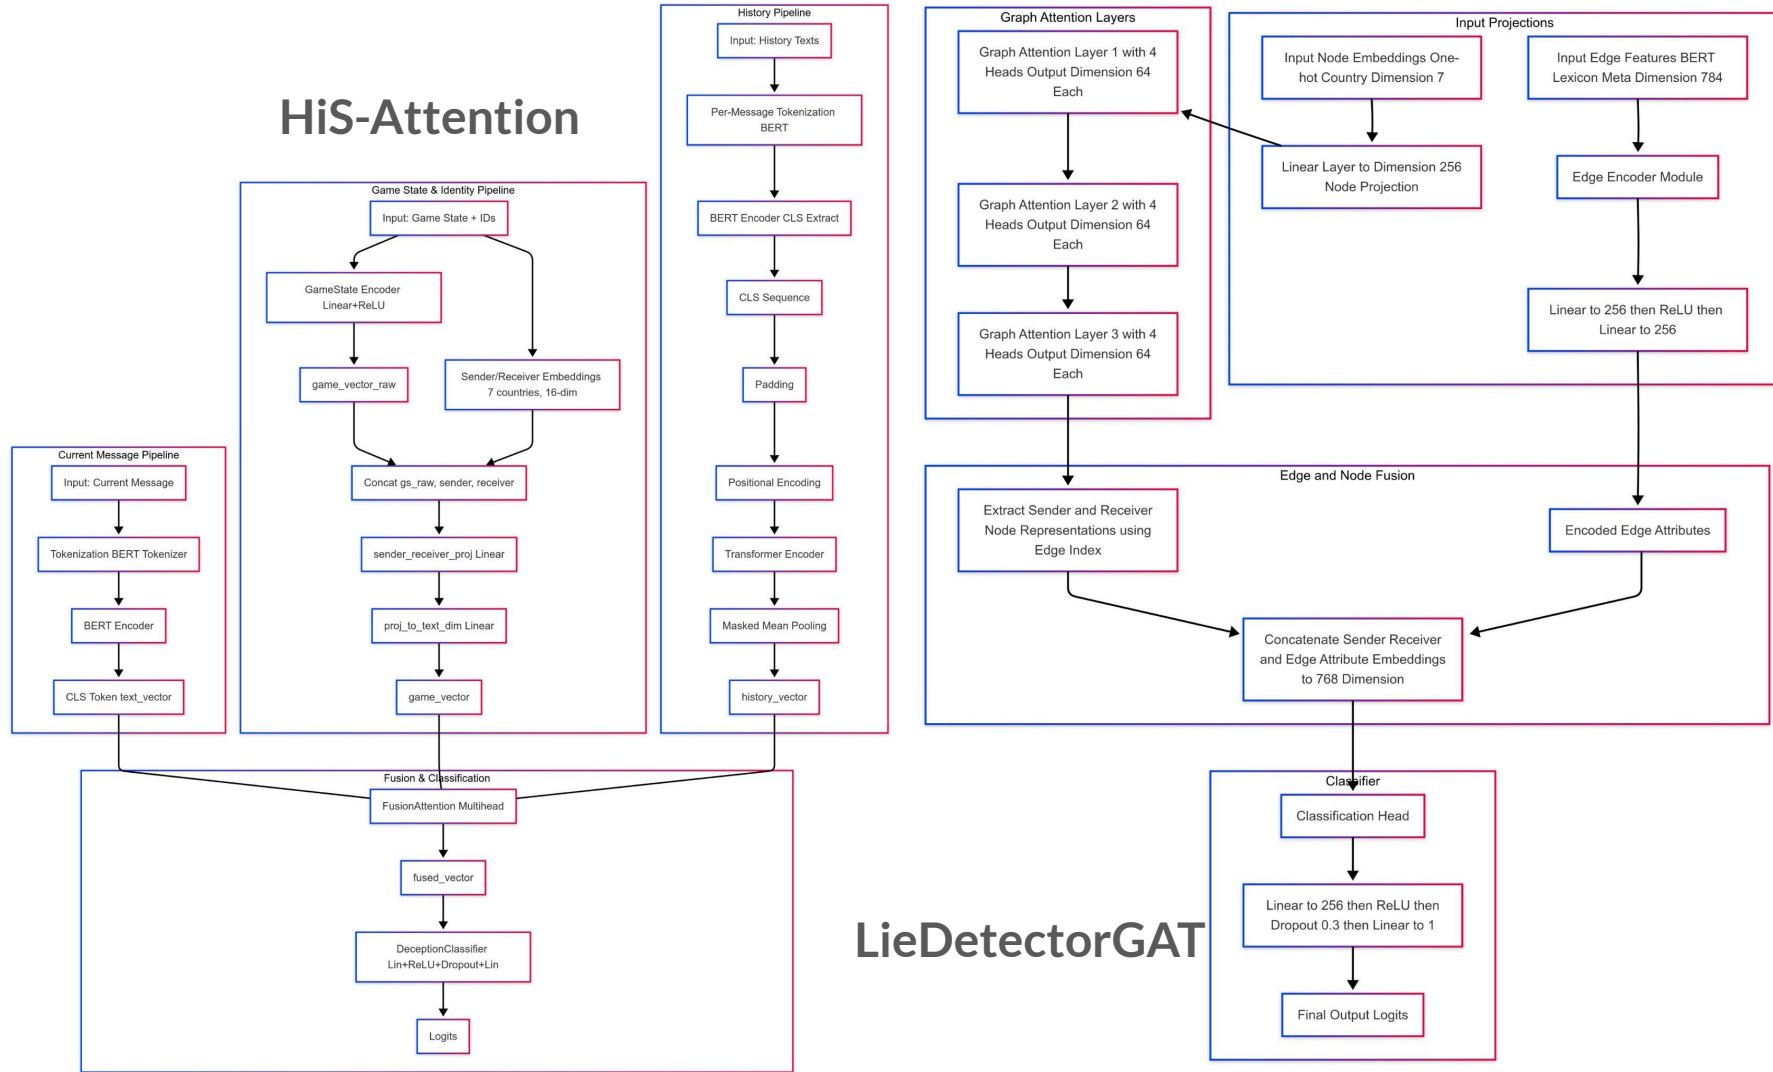 HiS-Attention
Current Message Pipeline
Input: Current Message
Tokenization BERT Tokenizer
BERT Encoder
CLS Token text_vector
Game State & Identity Pipeline
Input: Game State + IDs
GameState Encoder
Linear+ReLU
game_vector_raw
Sender/Receiver Embeddings
7 countries, 16-dim
Concat gs_raw, sender, receiver
sender_receiver_proj Linear
proj_to_text_dim Linear
game_vector
History Pipeline
Input: History Texts
Per-Message Tokenization
BERT
BERT Encoder CLS Extract
CLS Sequence
Padding
Positional Encoding
Transformer Encoder
Masked Mean Pooling
history_vector
Fusion & Classification
FusionAttention Multihead
fused_vector
DeceptionClassifier
Lin+ReLU+Dropout+Lin
Logits
LieDetectorGAT
Graph Attention Layers
Graph Attention Layer 1 with 4
Heads Output Dimension 64
Each
Graph Attention Layer 2 with 4
Heads Output Dimension 64
Each
Graph Attention Layer 3 with 4
Heads Output Dimension 64
Each
Input Projections
Input Node Embeddings One-
hot Country Dimension 7
Linear Layer to Dimension 256
Node Projection
Input Edge Features BERT
Lexicon Meta Dimension 784
Edge Encoder Module
Linear to 256 then ReLU then
Linear to 256
Edge and Node Fusion
Extract Sender and Receiver
Node Representations using
Edge Index
Encoded Edge Attributes
Concatenate Sender Receiver
and Edge Attribute Embeddings
to 768 Dimension
Classifier
Classification Head
Linear to 256 then ReLU then
Dropout 0.3 then Linear to 1
Final Output Logits